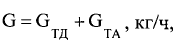 G = G_ТД + G_ТА, кг/ч,